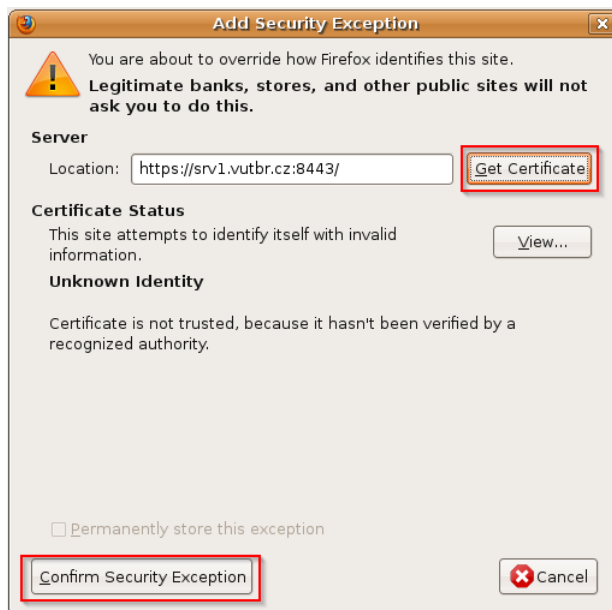 Add Security Exception
You are about to override how Firefox identifies this site.
Legitimate banks, stores, and other public sites will not
ask you to do this.
Server
Location: https://srv1.vutbr.cz:8443/ Get Certificate
Certificate Status
This site attempts to identify itself with invalid
information.
View...
Unknown Identity
Certificate is not trusted, because it hasn't been verified by a
recognized authority.
Permanently store this exception
Confirm Security Exception Cancel